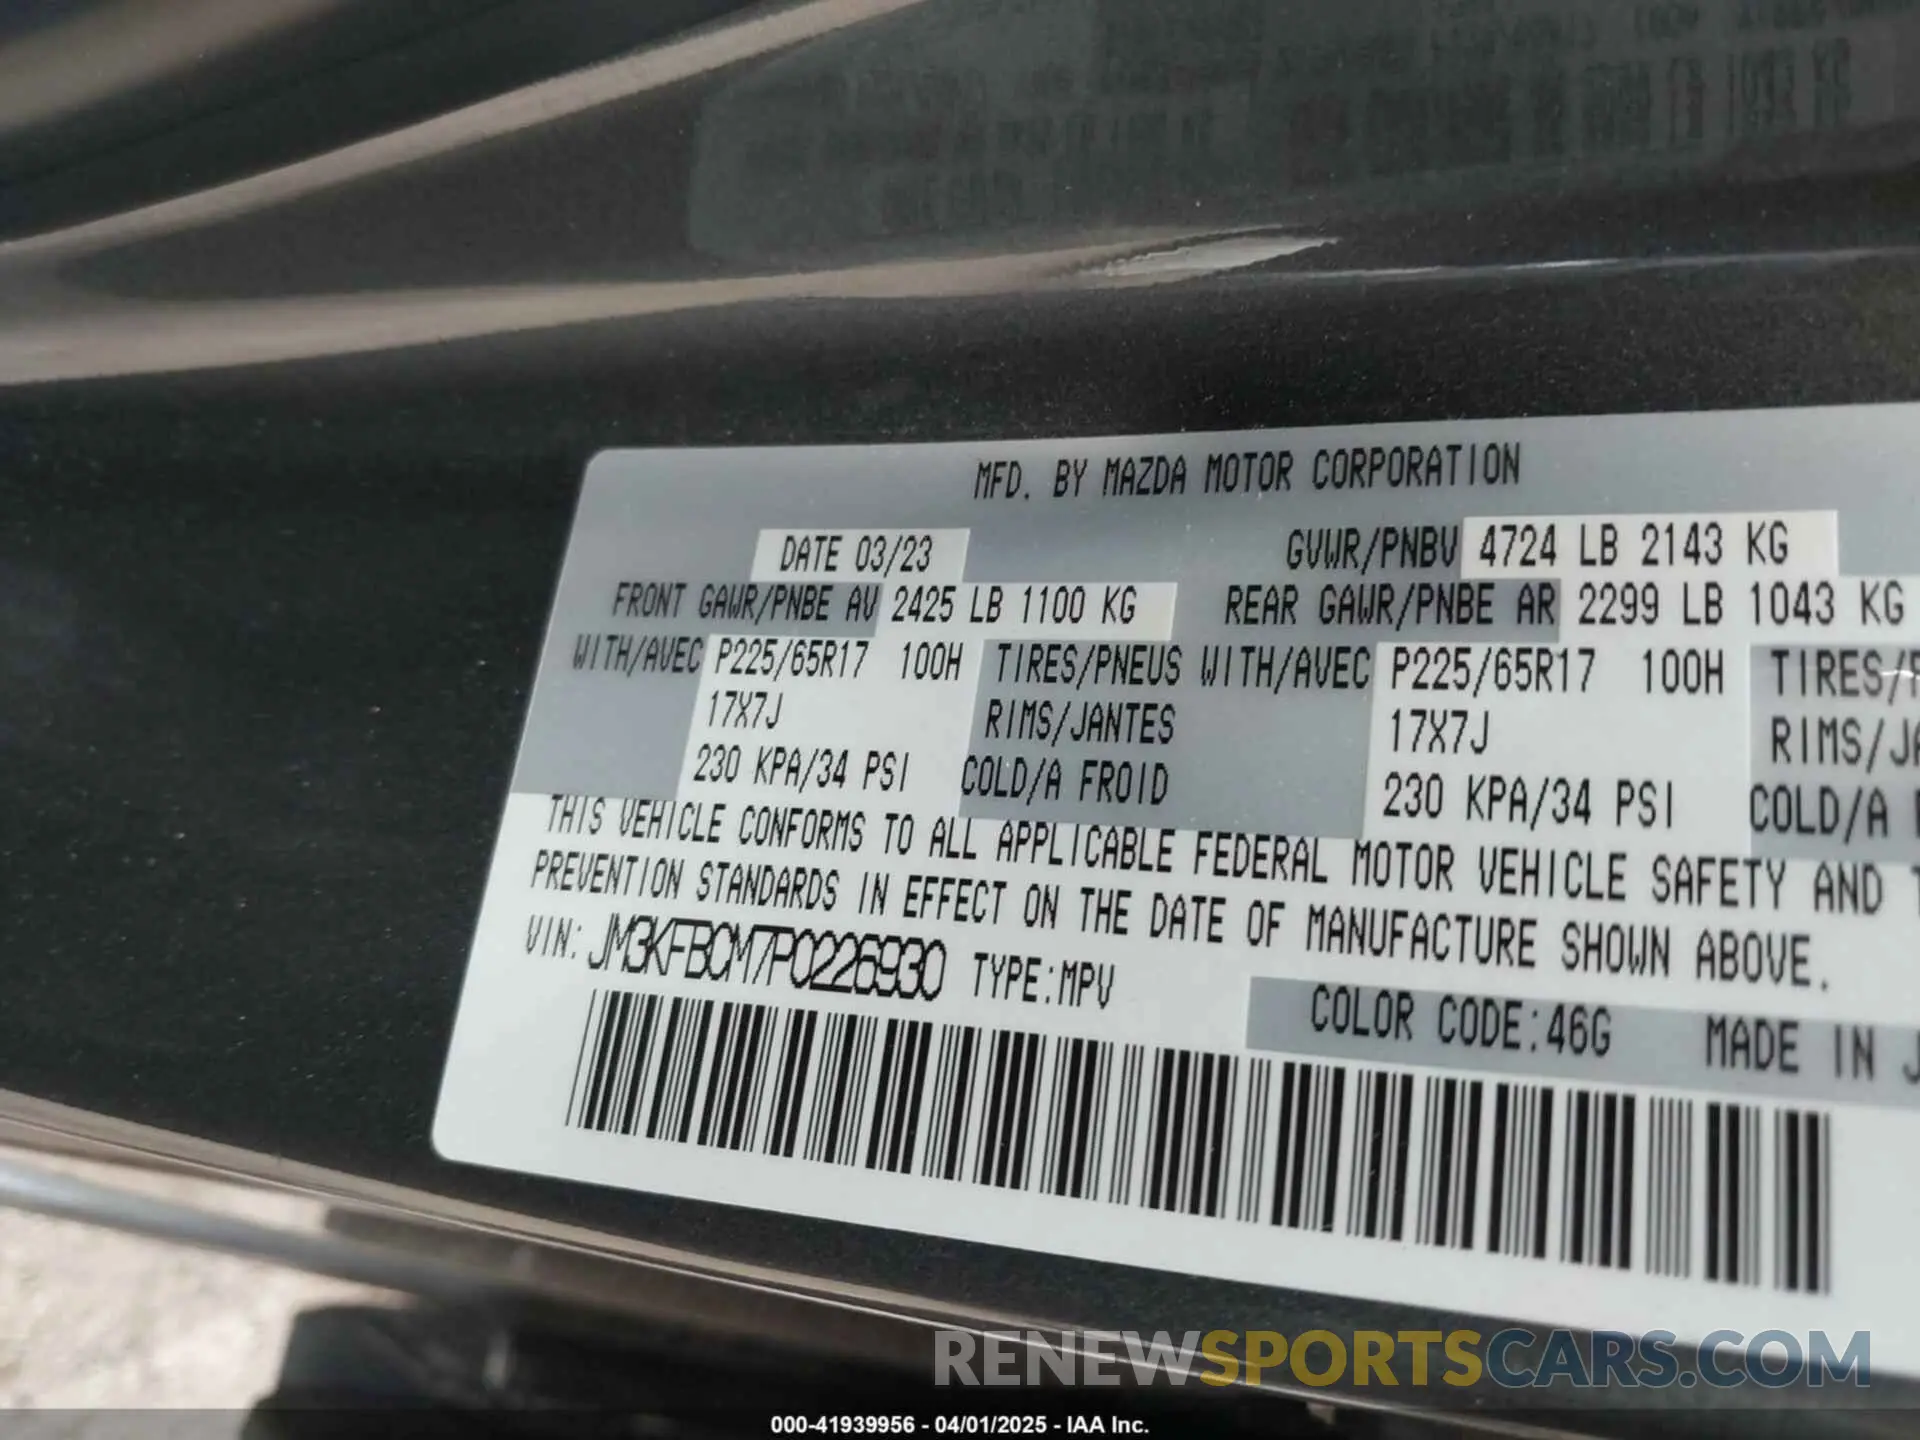 MFD. BY MAZDA MOTOR CORPORATION
DATE 03/23 GVWR/PNBV 4724 LB 2143 KG
FRONT GAWR/PNBE AV 2425 LB 1100 KG REAR GAWR/PNBE AR 2299 LB 1043 KG
WITH/AVEC P225/65R17 100H TIRES/PNEUS WITH/AVEC P225/65R17 100H TIRES/P
17X7J RIMS/JANTES 17X7J RIMS/JA
230 KPA/34 PSI COLD/A FROID 230 KPA/34 PSI COLD/A F
THIS VEHICLE CONFORMS TO ALL APPLICABLE FEDERAL MOTOR VEHICLE SAFETY AND T
PREVENTION STANDARDS IN EFFECT ON THE DATE OF MANUFACTURE SHOWN ABOVE.
VIN: JM3KFBCM7P0226930 TYPE:MPV
COLOR CODE:46G MADE IN J
RENEWSPORTSCARS.COM
000-41939956 - 04/01/2025 - IAA Inc.